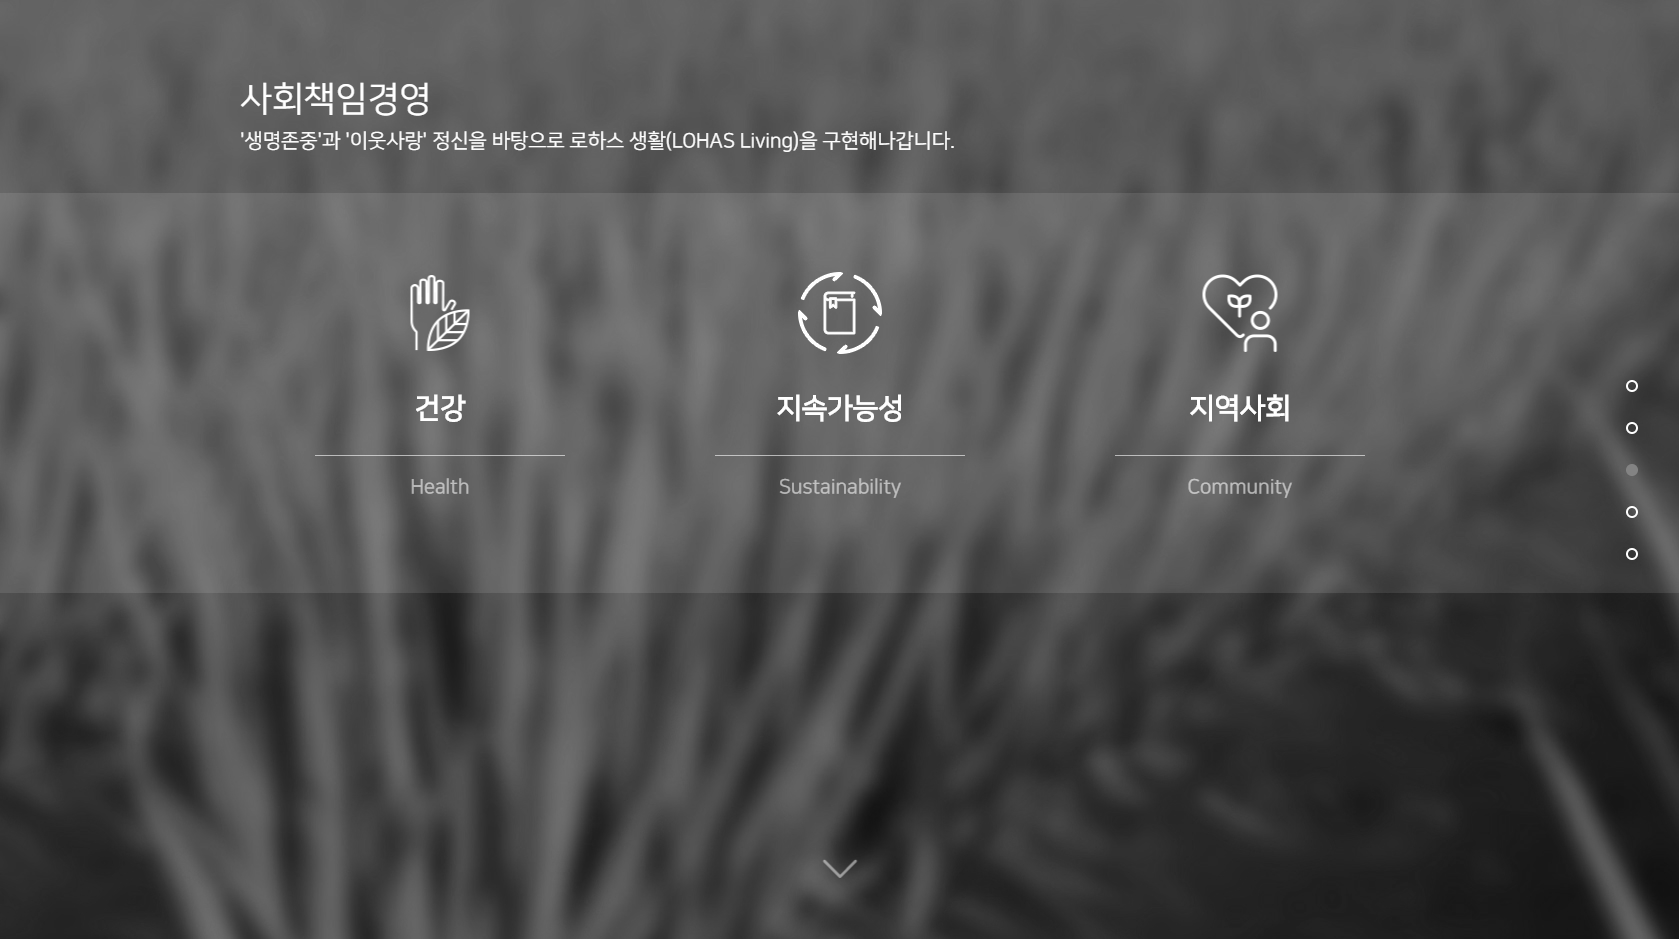 사회책임경영
'생명존중'과 '이웃사랑' 정신을 바탕으로 로하스 생활(LOHAS Living)을 구현해나갑니다.
건강
지속가능성
지역사회
Health
Sustainability
Community